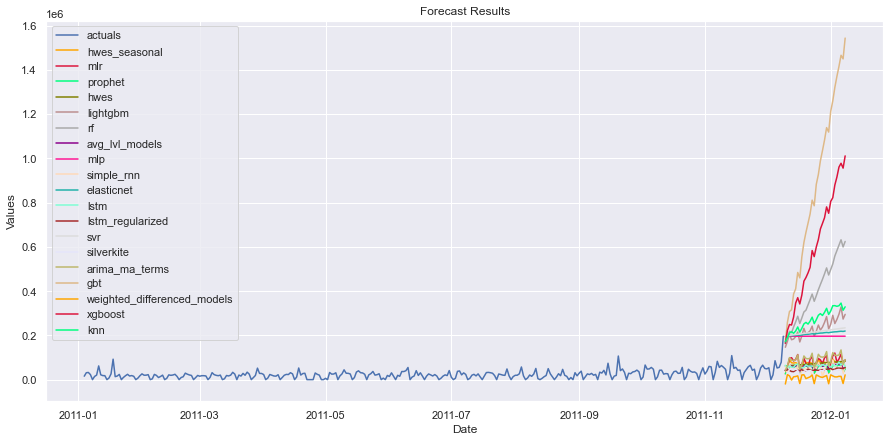 Forecast Results
1e6
1.6
1.4
1.2
1.0
0.8
0.6
0.4
0.2
0.0
Values
actuals
hwes_seasonal
mlr
prophet
hwes
lightgbm
rf
avg_lvl_models
mlp
simple_rnn
elasticnet
lstm
lstm_regularized
svr
silverkite
arima_ma_terms
gbt
weighted_differenced_models
xgboost
knn
2011-01 2011-03 2011-05 2011-07 2011-09 2011-11 2012-01
Date